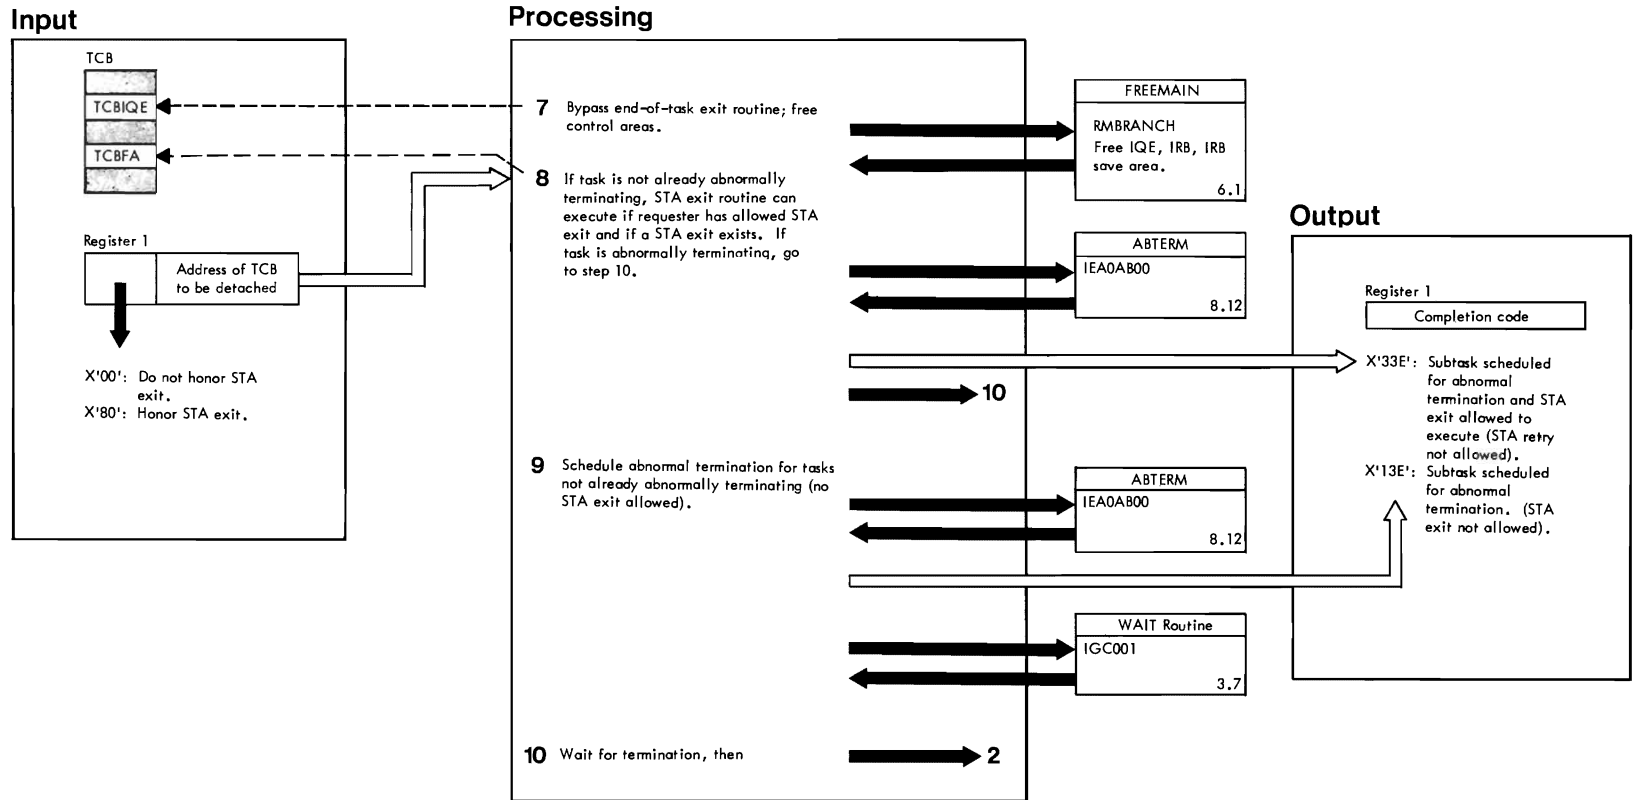 Input
TCB
TCBIQE
TCBFA
Register 1
Address of TCB
to be detached
X'00': Do not honor STA
exit.
X'80': Honor STA exit.
Processing
7 Bypass end-of-task exit routine; free
control areas.
8 If task is not already abnormally
terminating, STA exit routine can
execute if requester has allowed STA
exit and if a STA exit exists. If
task is abnormally terminating, go
to step 10.
10
9 Schedule abnormal termination for tasks
not already abnormally terminating (no
STA exit allowed).
10 Wait for termination, then
2
FREEMAIN
RMBRANCH
Free IQE, IRB, IRB
save area.
6.1
ABTERM
IEA0AB00
8.12
ABTERM
IEA0AB00
8.12
WAIT Routine
IGC001
3.7
Output
Register 1
Completion code
X'33E': Subtask scheduled
for abnormal
termination and STA
exit allowed to
execute (STA retry
not allowed).
X'13E': Subtask scheduled
for abnormal
termination. (STA
exit not allowed).